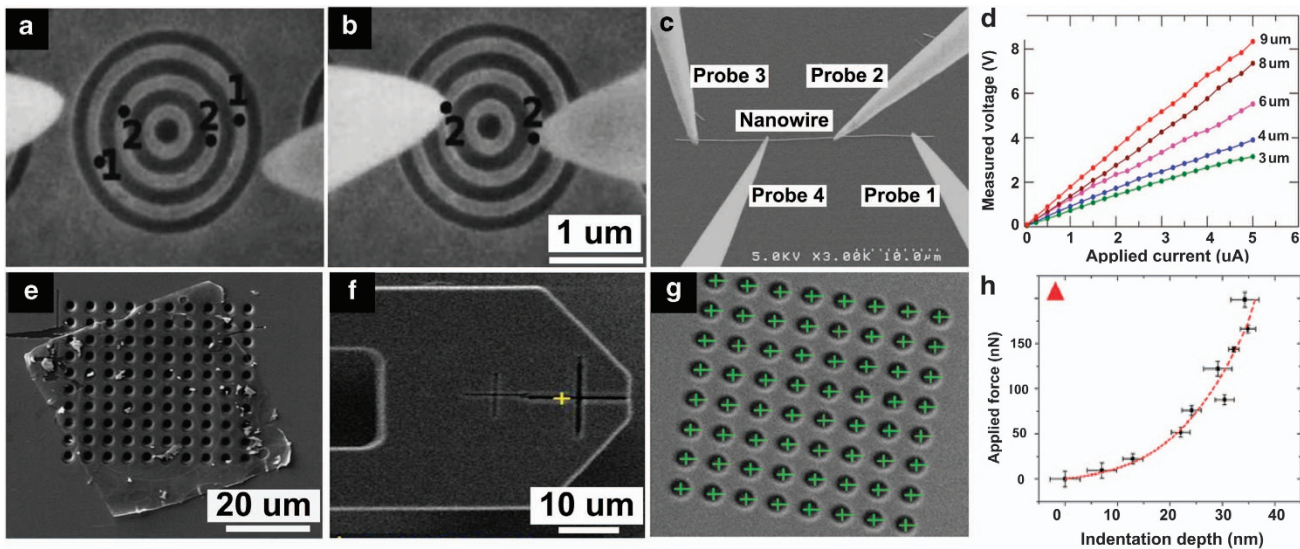 a
1
2
2
1
b
2
2
1 um
c
Probe 3
Probe 2
Nanowire
Probe 4
Probe 1
5.0KV X3.00K 10.0μm
d
Measured voltage (V)
8
6
4
2
0
9 um
8 um
6 um
4 um
3 um
0 1 2 3 4 5 6
Applied current (uA)
e
20 um
f
10 um
g
h
Applied force (nN)
150
100
50
0
0 10 20 30 40
Indentation depth (nm)